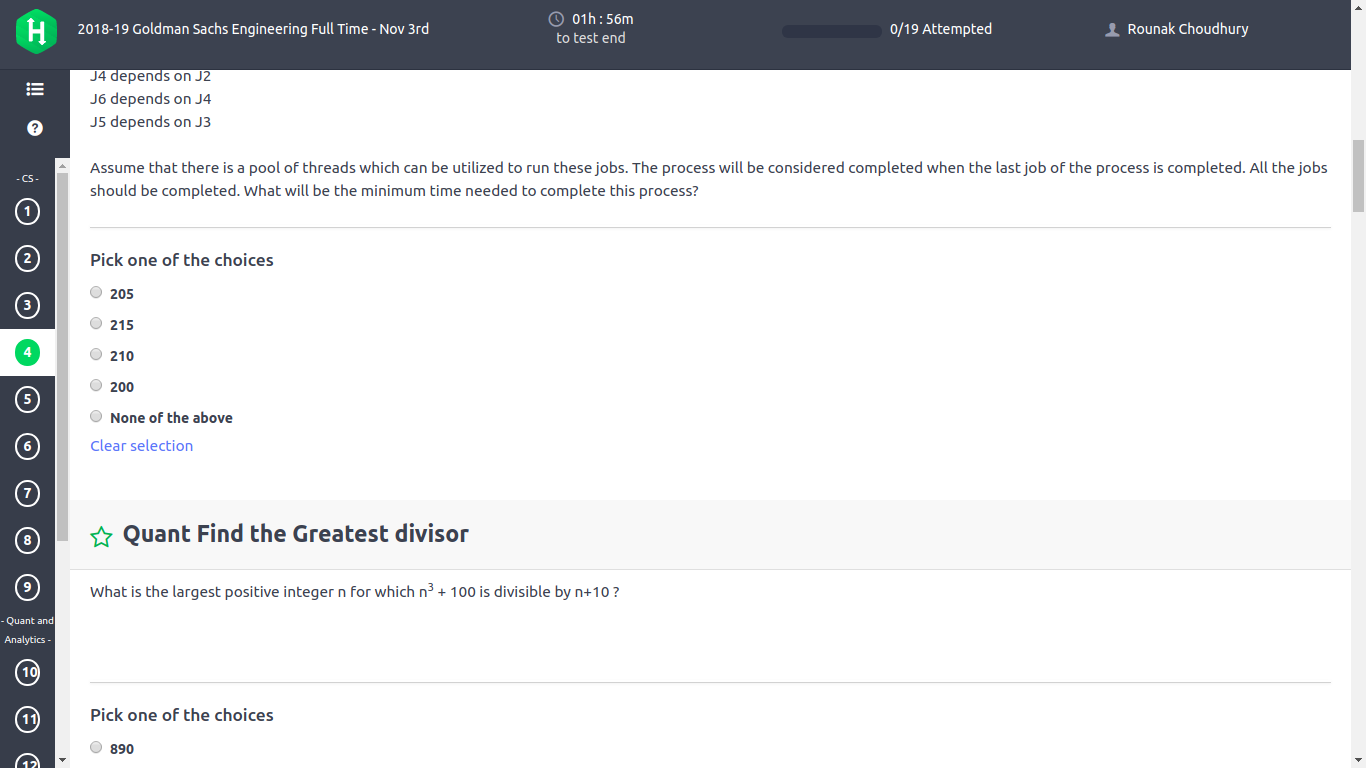 2018-19 Goldman Sachs Engineering Full Time - Nov 3rd
01h : 56m
to test end
0/19 Attempted
Rounak Choudhury
- CS -
1
2
3
4
5
6
7
8
9
- Quant and
Analytics -
10
11
12
J4 depends on J2
J6 depends on J4
J5 depends on J3
Assume that there is a pool of threads which can be utilized to run these jobs. The process will be considered completed when the last job of the process is completed. All the jobs
should be completed. What will be the minimum time needed to complete this process?
Pick one of the choices
205
215
210
200
None of the above
Clear selection
Quant Find the Greatest divisor
What is the largest positive integer n for which n³ + 100 is divisible by n+10 ?
Pick one of the choices
890